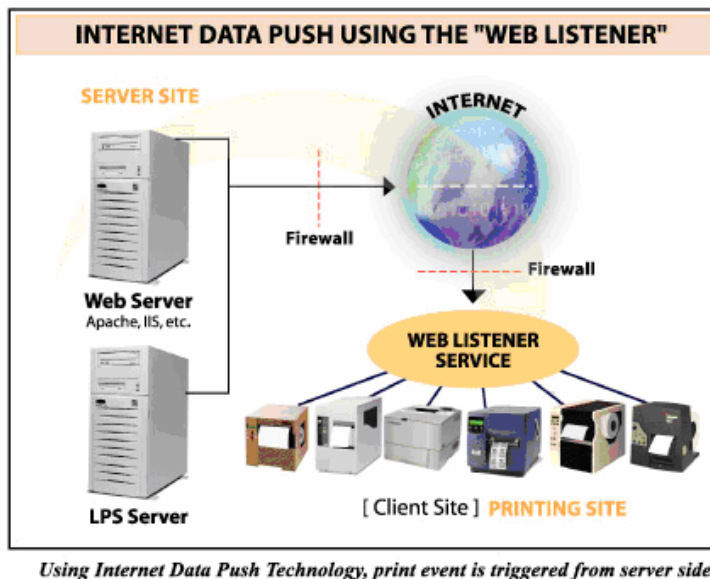 INTERNET DATA PUSH USING THE "WEB LISTENER"
SERVER SITE
INTERNET
Firewall
Firewall
Web Server
Apache, IIS, etc.
WEB LISTENER
SERVICE
LPS Server
[ Client Site ] PRINTING SITE
Using Internet Data Push Technology, print event is triggered from server side